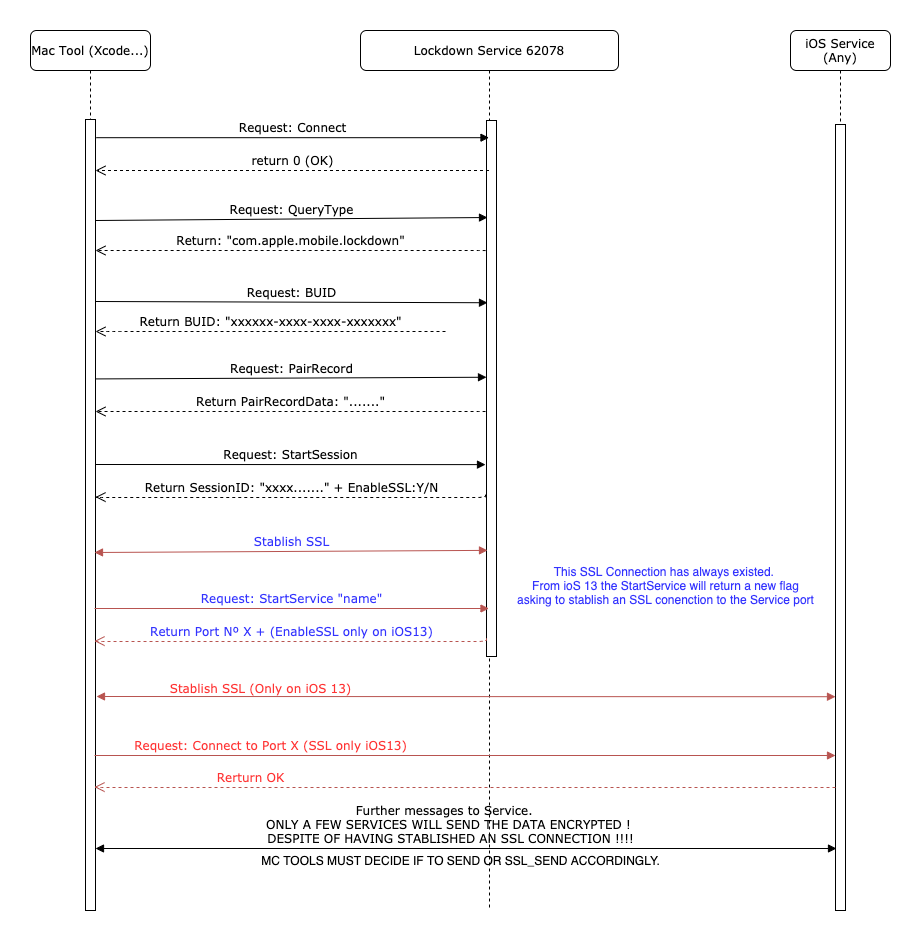 Mac Tool (Xcode...)
Lockdown Service 62078
iOS Service
(Any)
Request: Connect
return 0 (OK)
Request: QueryType
Return: "com.apple.mobile.lockdown"
Request: BUID
Return BUID: "xxxxxx-xxxx-xxxx-xxxxxxx"
Request: PairRecord
Return PairRecordData: "......."
Request: StartSession
Return SessionID: "xxxx......." + EnableSSL:Y/N
Stablish SSL
This SSL Connection has always existed.
From ioS 13 the StartService will return a new flag
asking to stablish an SSL conenction to the Service port
Request: StartService "name"
Return Port Nº X + (EnableSSL only on iOS13)
Stablish SSL (Only on iOS 13)
Request: Connect to Port X (SSL only iOS13)
Rerturn OK
Further messages to Service.
ONLY A FEW SERVICES WILL SEND THE DATA ENCRYPTED !
DESPITE OF HAVING STABLISHED AN SSL CONNECTION !!!!
MC TOOLS MUST DECIDE IF TO SEND OR SSL_SEND ACCORDINGLY.